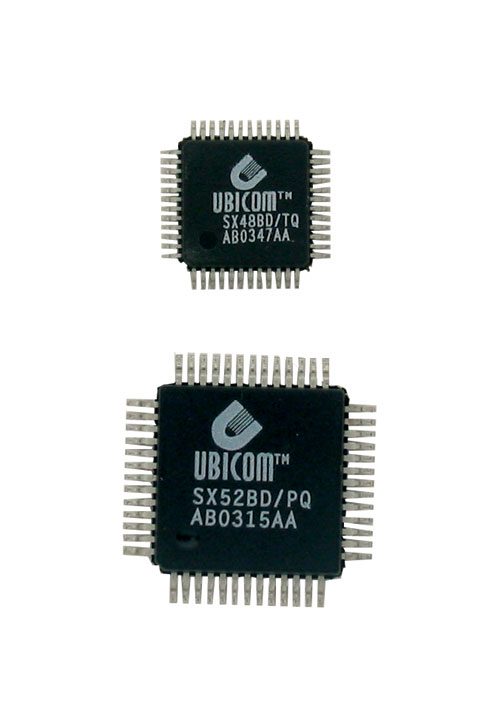 UBICOM™
SX48BD/TQ
AB0347AA
UBICOM™
SX52BD/PQ
AB0315AA